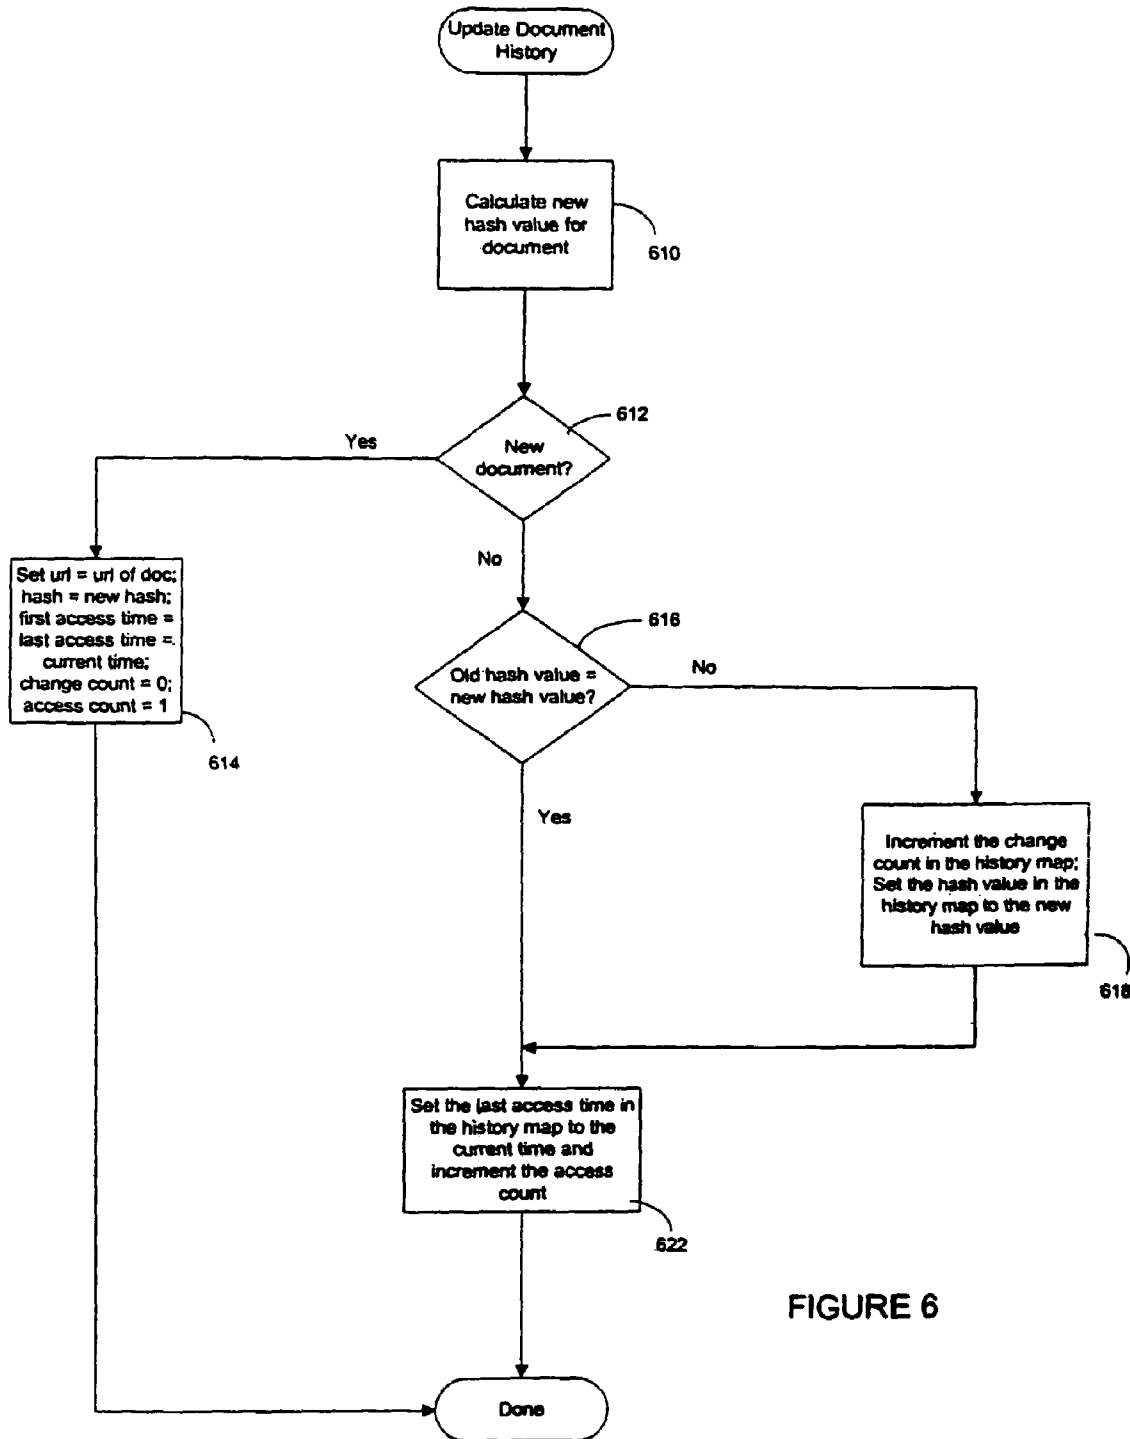 Update Document
History
Calculate new
hash value for
document
610
612
New
document?
Yes
No
Set url = url of doc;
hash = new hash;
first access time =
last access time =
current time;
change count = 0;
access count = 1
614
616
Old hash value =
new hash value?
No
Yes
Increment the change
count in the history map;
Set the hash value in the
history map to the new
hash value
618
Set the last access time in
the history map to the
current time and
increment the access
count
622
FIGURE 6
Done